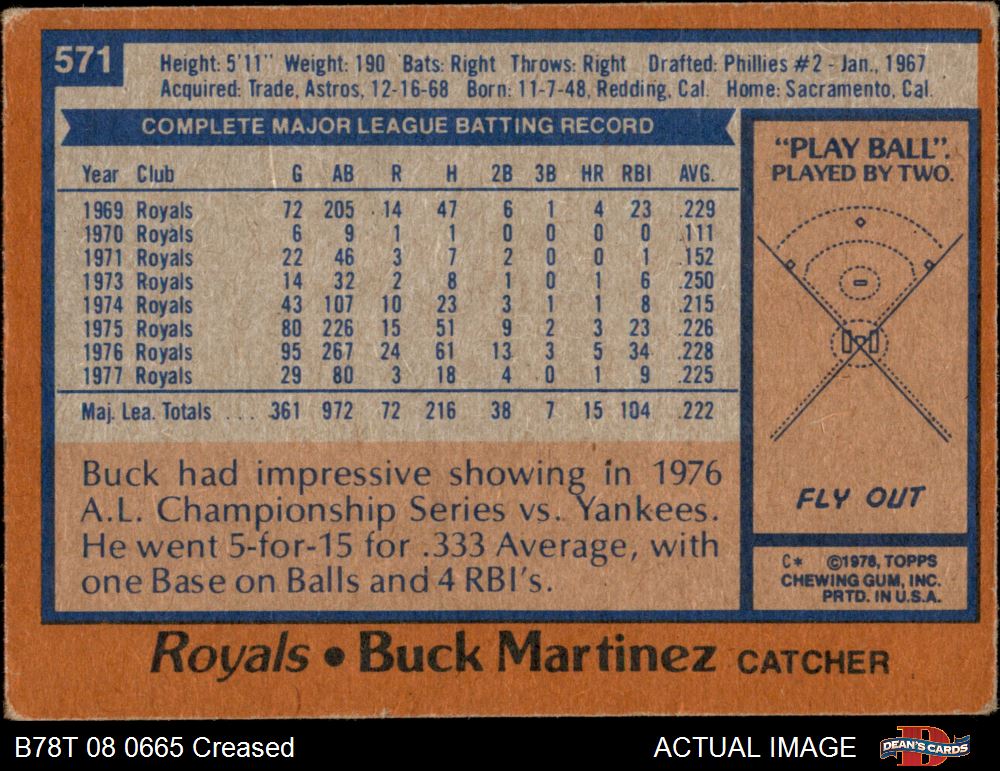 571
Height: 5'11" Weight: 190 Bats: Right Throws: Right Drafted: Phillies #2 - Jan., 1967
Acquired: Trade, Astros, 12-16-68 Born: 11-7-48, Redding, Cal. Home: Sacramento, Cal.
COMPLETE MAJOR LEAGUE BATTING RECORD
Year Club G AB R H 2B 3B HR RBI AVG.
1969 Royals 72 205 14 47 6 1 4 23 .229
1970 Royals 6 9 1 1 0 0 0 0 .111
1971 Royals 22 46 3 7 2 0 0 1 .152
1973 Royals 14 32 2 8 1 0 1 6 .250
1974 Royals 43 107 10 23 3 1 1 8 .215
1975 Royals 80 226 15 51 9 2 3 23 .226
1976 Royals 95 267 24 61 13 3 5 34 .228
1977 Royals 29 80 3 18 4 0 1 9 .225
Maj. Lea. Totals ... 361 972 72 216 38 7 15 104 .222
Buck had impressive showing in 1976
A.L. Championship Series vs. Yankees.
He went 5-for-15 for .333 Average, with
one Base on Balls and 4 RBI's.
"PLAY BALL".
PLAYED BY TWO.
FLY OUT
C* ©1978, TOPPS
CHEWING GUM, INC.
PRTD. IN U.S.A.
Royals • Buck Martinez CATCHER
B78T 08 0665 Creased
ACTUAL IMAGE
DEAN'S CARDS